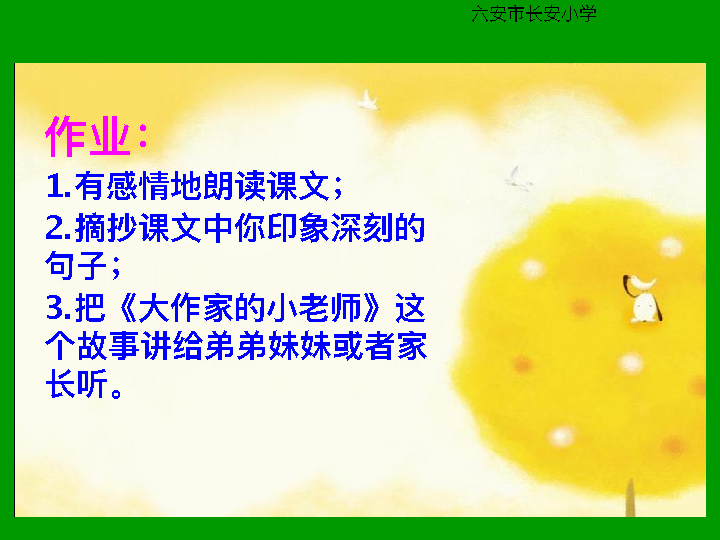 六安市长安小学
作业：
1.有感情地朗读课文；
2.摘抄课文中你印象深刻的
句子；
3.把《大作家的小老师》这
个故事讲给弟弟妹妹或者家
长听。